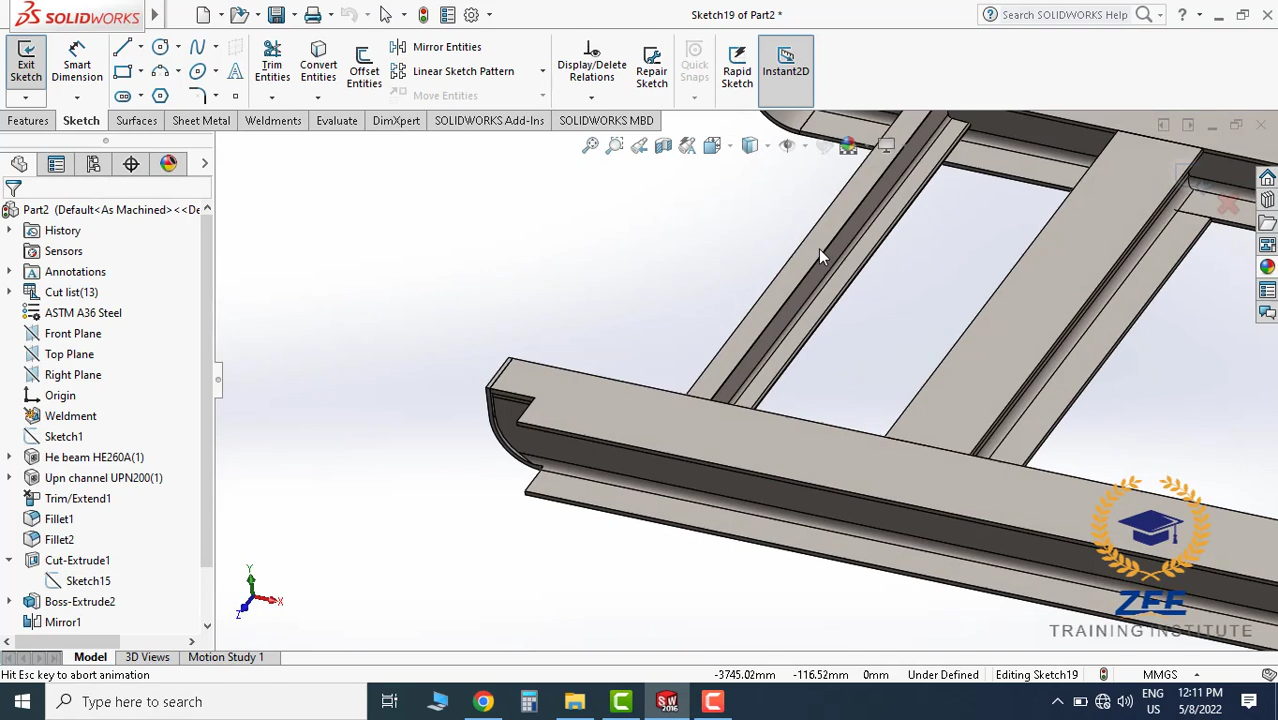 SOLIDWORKS
Sketch19 of Part2 *
Search SOLIDWORKS Help
Exit Sketch
Smart Dimension
Trim Entities
Convert Entities
Offset Entities
Mirror Entities
Linear Sketch Pattern
Move Entities
Display/Delete Relations
Repair Sketch
Quick Snaps
Rapid Sketch
Instant2D
Features
Sketch
Surfaces
Sheet Metal
Weldments
Evaluate
DimXpert
SOLIDWORKS Add-Ins
SOLIDWORKS MBD
Part2 (Default<As Machined><<De
History
Sensors
Annotations
Cut list(13)
ASTM A36 Steel
Front Plane
Top Plane
Right Plane
Origin
Weldment
Sketch1
He beam HE260A(1)
Upn channel UPN200(1)
Trim/Extend1
Fillet1
Fillet2
Cut-Extrude1
Sketch15
Boss-Extrude2
Mirror1
Y
X
Z
ZFE
TRAINING INSTITUTE
Model
3D Views
Motion Study 1
Hit Esc key to abort animation
-3745.02mm
-116.52mm
0mm
Under Defined
Editing Sketch19
MMGS
Type here to search
SW
2016
ENG
US
12:11 PM
5/8/2022